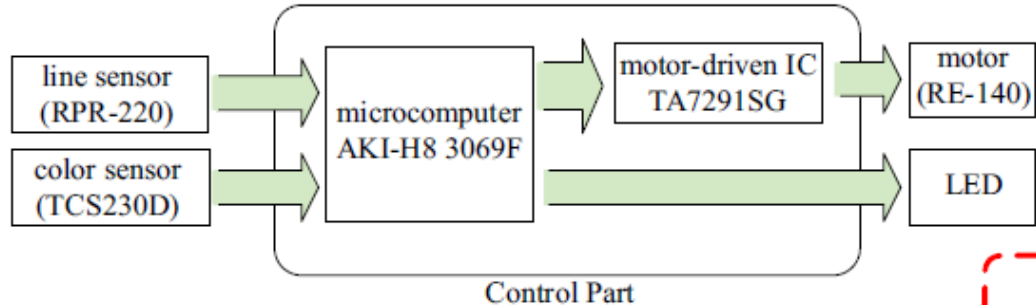 line sensor
(RPR-220)
color sensor
(TCS230D)
microcomputer
AKI-H8 3069F
motor-driven IC
TA7291SG
motor
(RE-140)
LED
Control Part